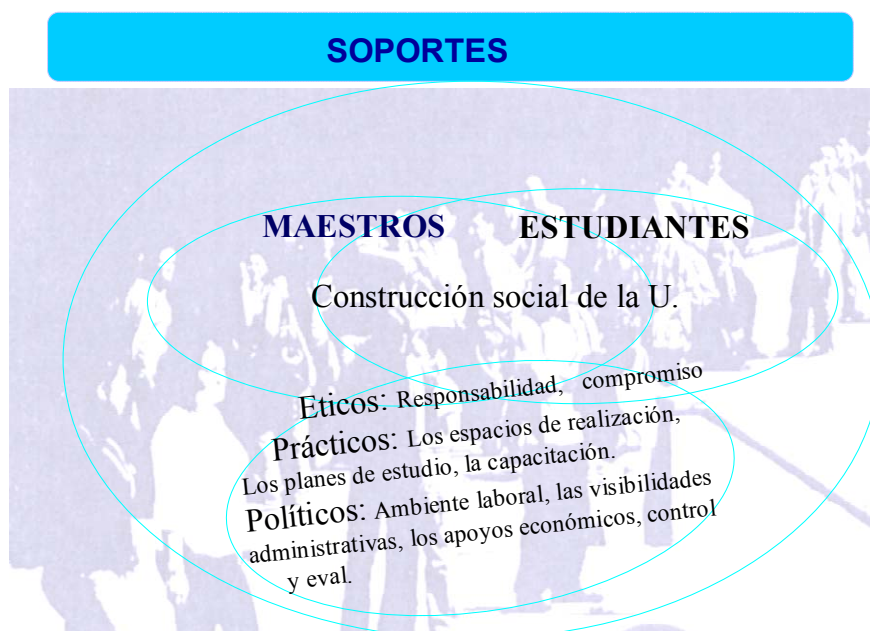 SOPORTES
MAESTROS ESTUDIANTES
Construcción social de la U.
Eticos: Responsabilidad, compromiso
Prácticos: Los espacios de realización,
Los planes de estudio, la capacitación.
Políticos: Ambiente laboral, las visibilidades
administrativas, los apoyos económicos, control
y eval.